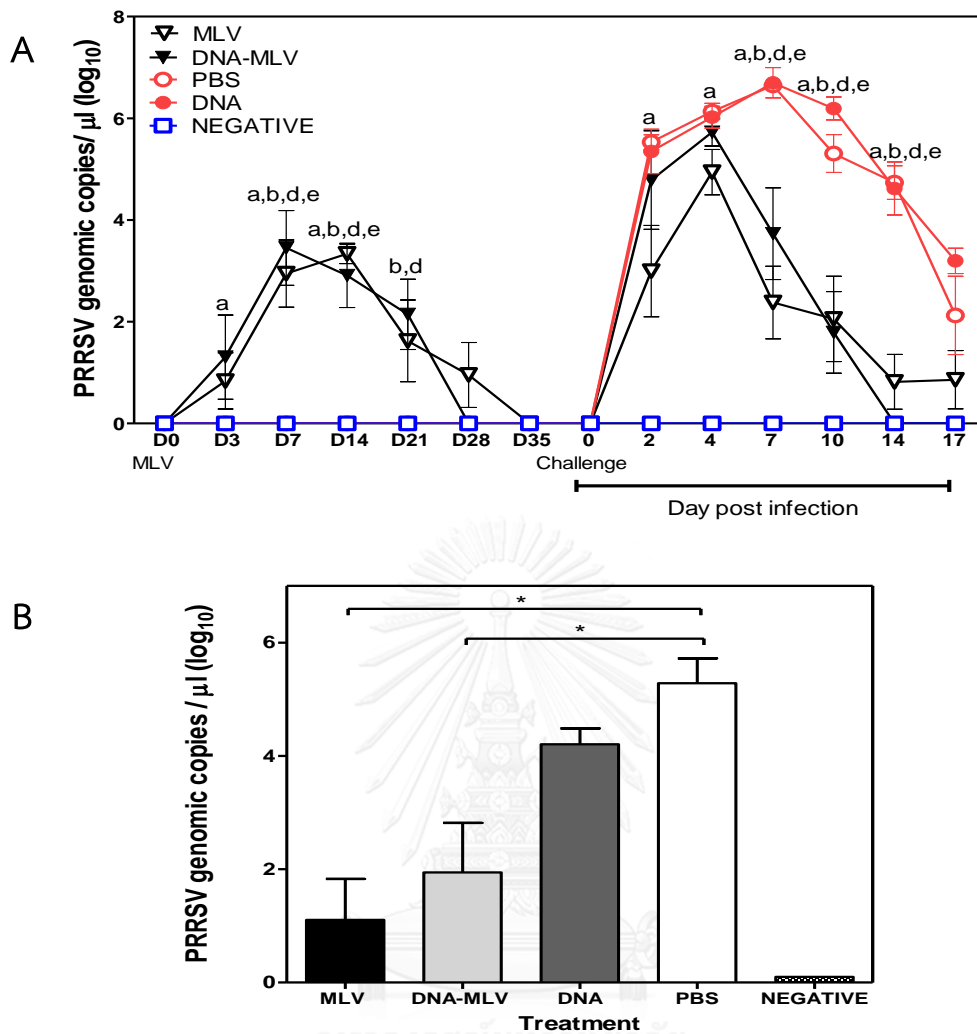 A
PRRSV genomic copies/ μl (log10)
8
6
4
2
0
MLV
DNA-MLV
PBS
DNA
NEGATIVE
a
a,b,d,e
a,b,d,e
b,d
a
a
a,b,d,e
a,b,d,e
a,b,d,e
D0 D3 D7 D14 D21 D28 D35 0 2 4 7 10 14 17
MLV Challenge
Day post infection
B
PRRSV genomic copies / μl (log10)
6
4
2
0
*
*
MLV DNA-MLV DNA PBS NEGATIVE
Treatment